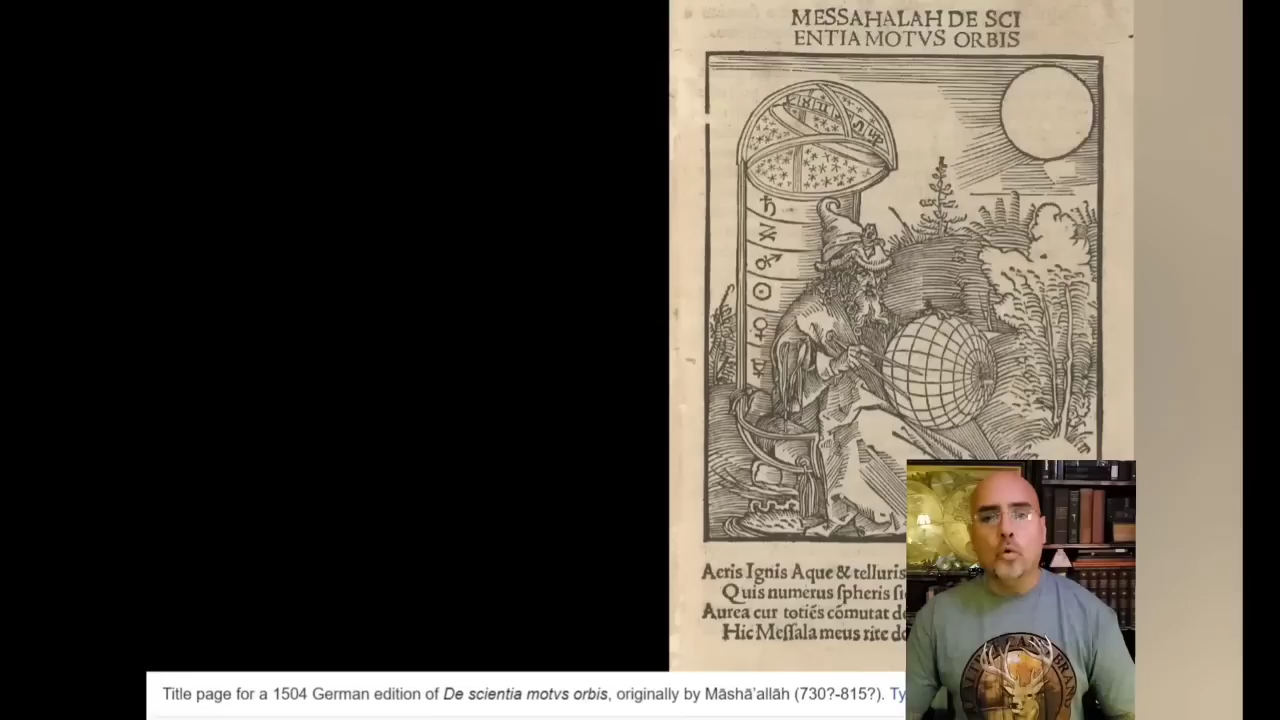 MESSAHALAH DE SCI
ENTIA MOTVS ORBIS
Aeris Ignis Aque & telluris
Quis numerus ſpheris
Aurea cur totiẽs cõmutat
Hic Meſſala meus rite
Title page for a 1504 German edition of De scientia motvs orbis, originally by Māshā'allāh (730?-815?).